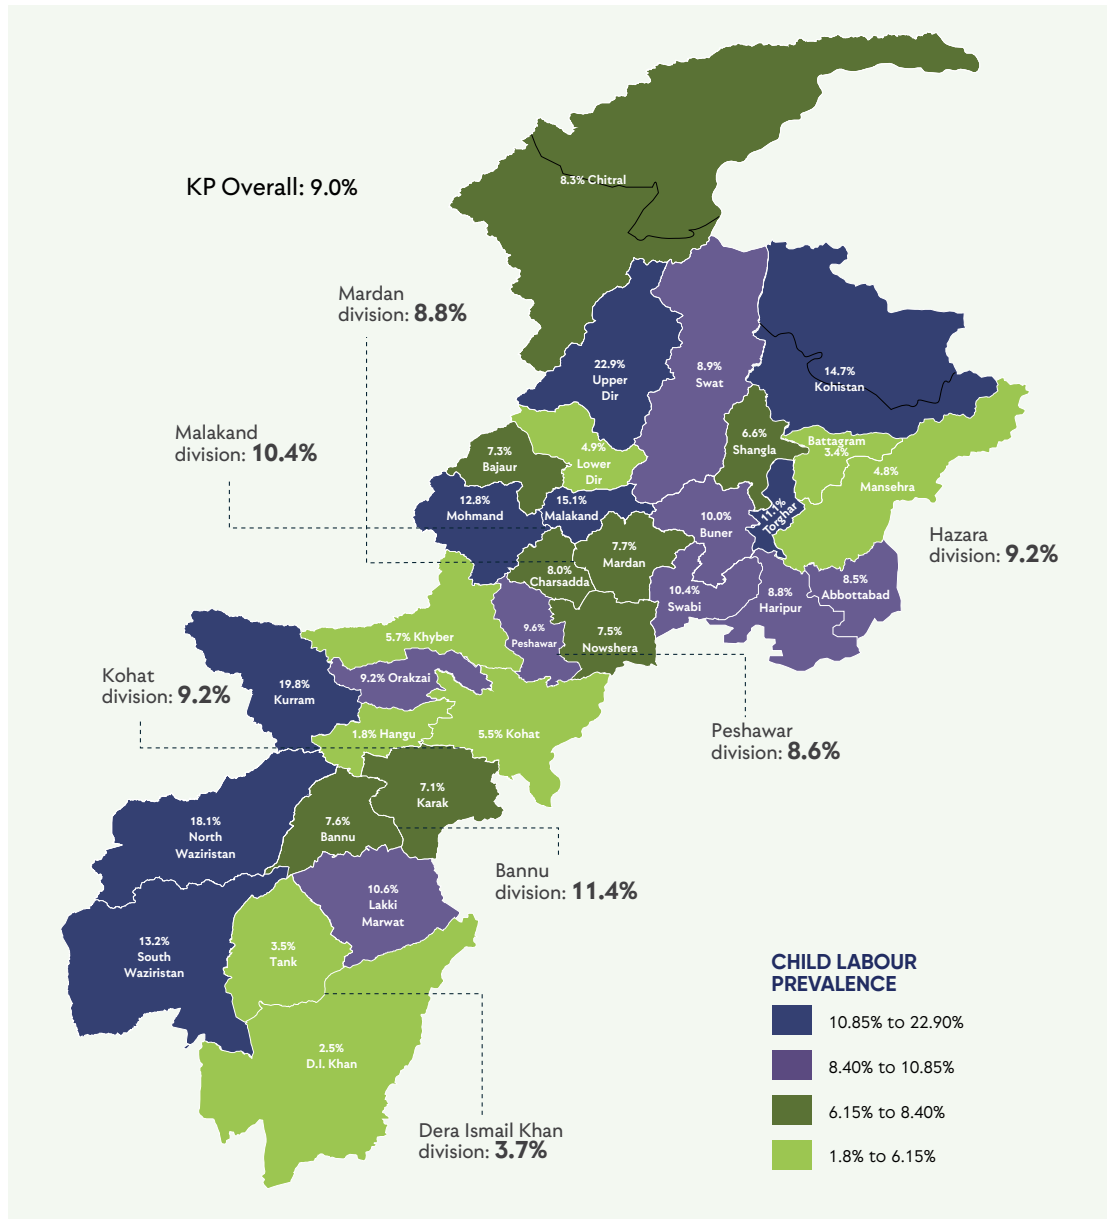 8.3% Chitral
KP Overall: 9.0%
Mardan
division: 8.8%
22.9%
Upper
Dir
8.9%
Swat
14.7%
Kohistan
Malakand
division: 10.4%
7.3%
Bajaur
4.9%
Lower
Dir
6.6%
Shangla
Battagram
3.4%
4.8%
Mansehra
12.8%
Mohmand
15.1%
Malakand
10.0%
Buner
11.1%
Torghar
Hazara
division: 9.2%
7.7%
Mardan
8.0%
Charsadda
10.4%
Swabi
8.8%
Haripur
8.5%
Abbottabad
5.7% Khyber
9.6%
Peshawar
7.5%
Nowshera
Kohat
division: 9.2%
19.8%
Kurram
9.2% Orakzai
1.8% Hangu
5.5% Kohat
Peshawar
division: 8.6%
7.1%
Karak
18.1%
North
Waziristan
7.6%
Bannu
Bannu
division: 11.4%
10.6%
Lakki
Marwat
13.2%
South
Waziristan
3.5%
Tank
2.5%
D.I. Khan
Dera Ismail Khan
division: 3.7%
CHILD LABOUR
PREVALENCE
10.85% to 22.90%
8.40% to 10.85%
6.15% to 8.40%
1.8% to 6.15%